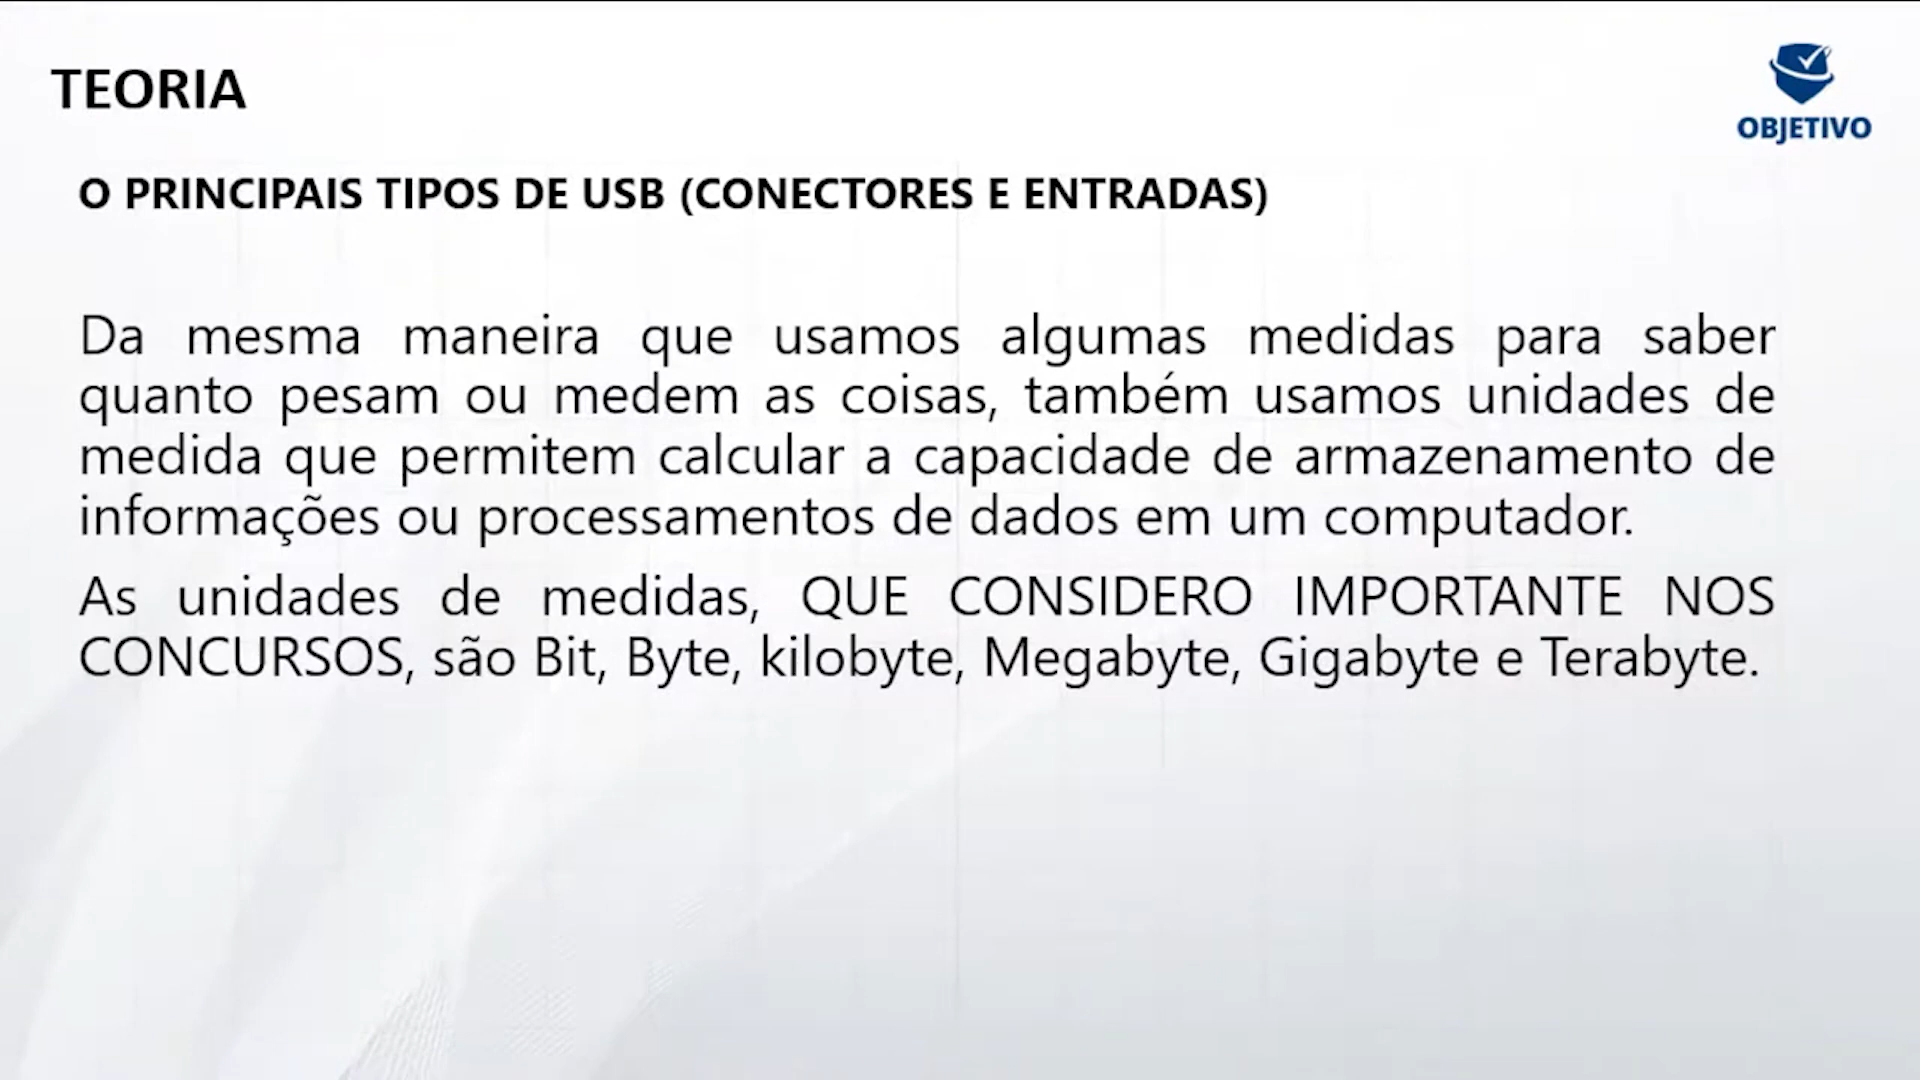 TEORIA
OBJETIVO
O PRINCIPAIS TIPOS DE USB (CONECTORES E ENTRADAS)
Da mesma maneira que usamos algumas medidas para saber
quanto pesam ou medem as coisas, também usamos unidades de
medida que permitem calcular a capacidade de armazenamento de
informações ou processamentos de dados em um computador.
As unidades de medidas, QUE CONSIDERO IMPORTANTE NOS
CONCURSOS, são Bit, Byte, kilobyte, Megabyte, Gigabyte e Terabyte.